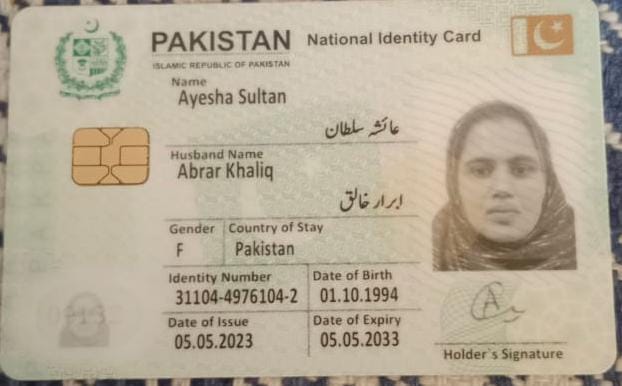 PAKISTAN National Identity Card
ISLAMIC REPUBLIC OF PAKISTAN
Name
Ayesha Sultan
عائشہ سلطان
Husband Name
Abrar Khaliq
ابرار خالق
Gender Country of Stay
F Pakistan
Identity Number Date of Birth
31104-4976104-2 01.10.1994
Date of Issue Date of Expiry
05.05.2023 05.05.2033
Holder`s Signature